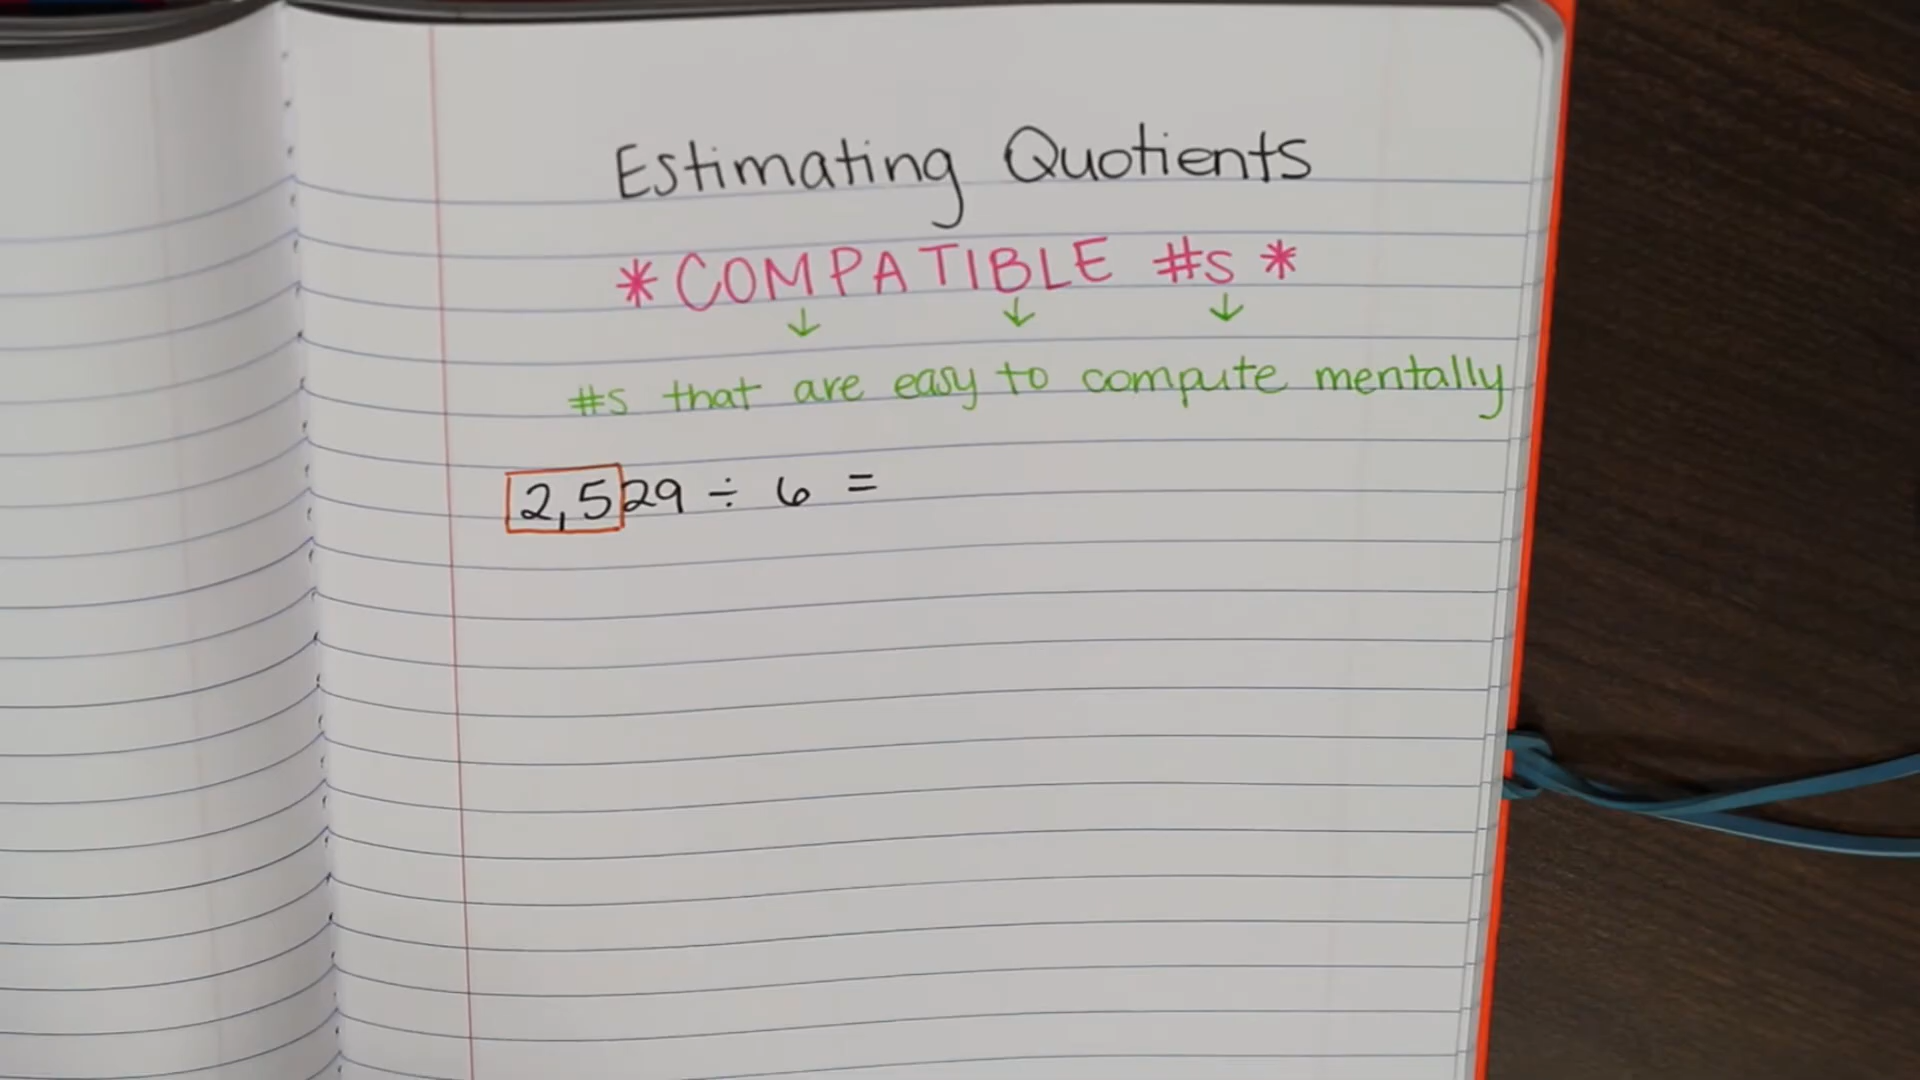 Estimating Quotients
*COMPATIBLE #s*
↓ ↓ ↓
#s that are easy to compute mentally
2,529 ÷ 6 =